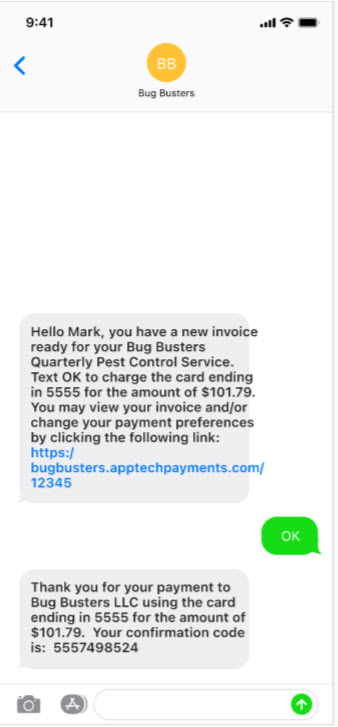 9:41
BB
Bug Busters
Hello Mark, you have a new invoice
ready for your Bug Busters
Quarterly Pest Control Service.
Text OK to charge the card ending
in 5555 for the amount of $101.79.
You may view your invoice and/or
change your payment preferences
by clicking the following link:
https:/
bugbusters.apptechpayments.com/
12345
OK
Thank you for your payment to
Bug Busters LLC using the card
ending in 5555 for the amount of
$101.79.  Your confirmation code
is:  5557498524